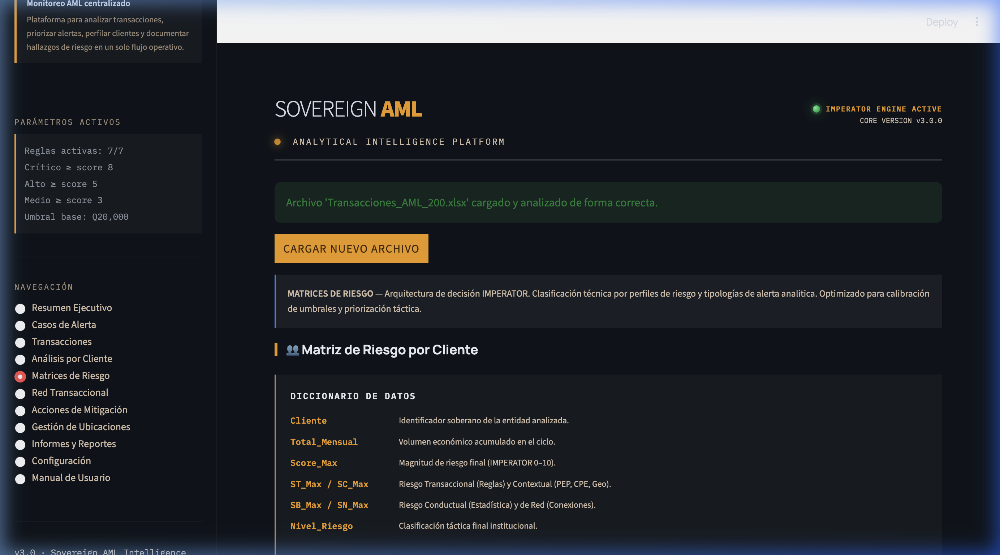 Monitoreo AML centralizado
Plataforma para analizar transacciones,
priorizar alertas, perfilar clientes y documentar
hallazgos de riesgo en un solo flujo operativo.
PARÁMETROS ACTIVOS
Reglas activas: 7/7
Crítico ≥ score 8
Alto ≥ score 5
Medio ≥ score 3
Umbral base: Q20,000
NAVEGACIÓN
Resumen Ejecutivo
Casos de Alerta
Transacciones
Análisis por Cliente
Matrices de Riesgo
Red Transaccional
Acciones de Mitigación
Gestión de Ubicaciones
Informes y Reportes
Configuración
Manual de Usuario
v3.0 · Sovereign AML Intelligence
Deploy
SOVEREIGN AML
IMPERATOR ENGINE ACTIVE
CORE VERSION v3.0.0
ANALYTICAL INTELLIGENCE PLATFORM
Archivo 'Transacciones_AML_200.xlsx' cargado y analizado de forma correcta.
CARGAR NUEVO ARCHIVO
MATRICES DE RIESGO — Arquitectura de decisión IMPERATOR. Clasificación técnica por perfiles de riesgo y tipologías de alerta analitica. Optimizado para calibración
de umbrales y priorización táctica.
Matriz de Riesgo por Cliente
DICCIONARIO DE DATOS
Cliente Identificador soberano de la entidad analizada.
Total_Mensual Volumen económico acumulado en el ciclo.
Score_Max Magnitud de riesgo final (IMPERATOR 0–10).
ST_Max / SC_Max Riesgo Transaccional (Reglas) y Contextual (PEP, CPE, Geo).
SB_Max / SN_Max Riesgo Conductual (Estadística) y de Red (Conexiones).
Nivel_Riesgo Clasificación táctica final institucional.